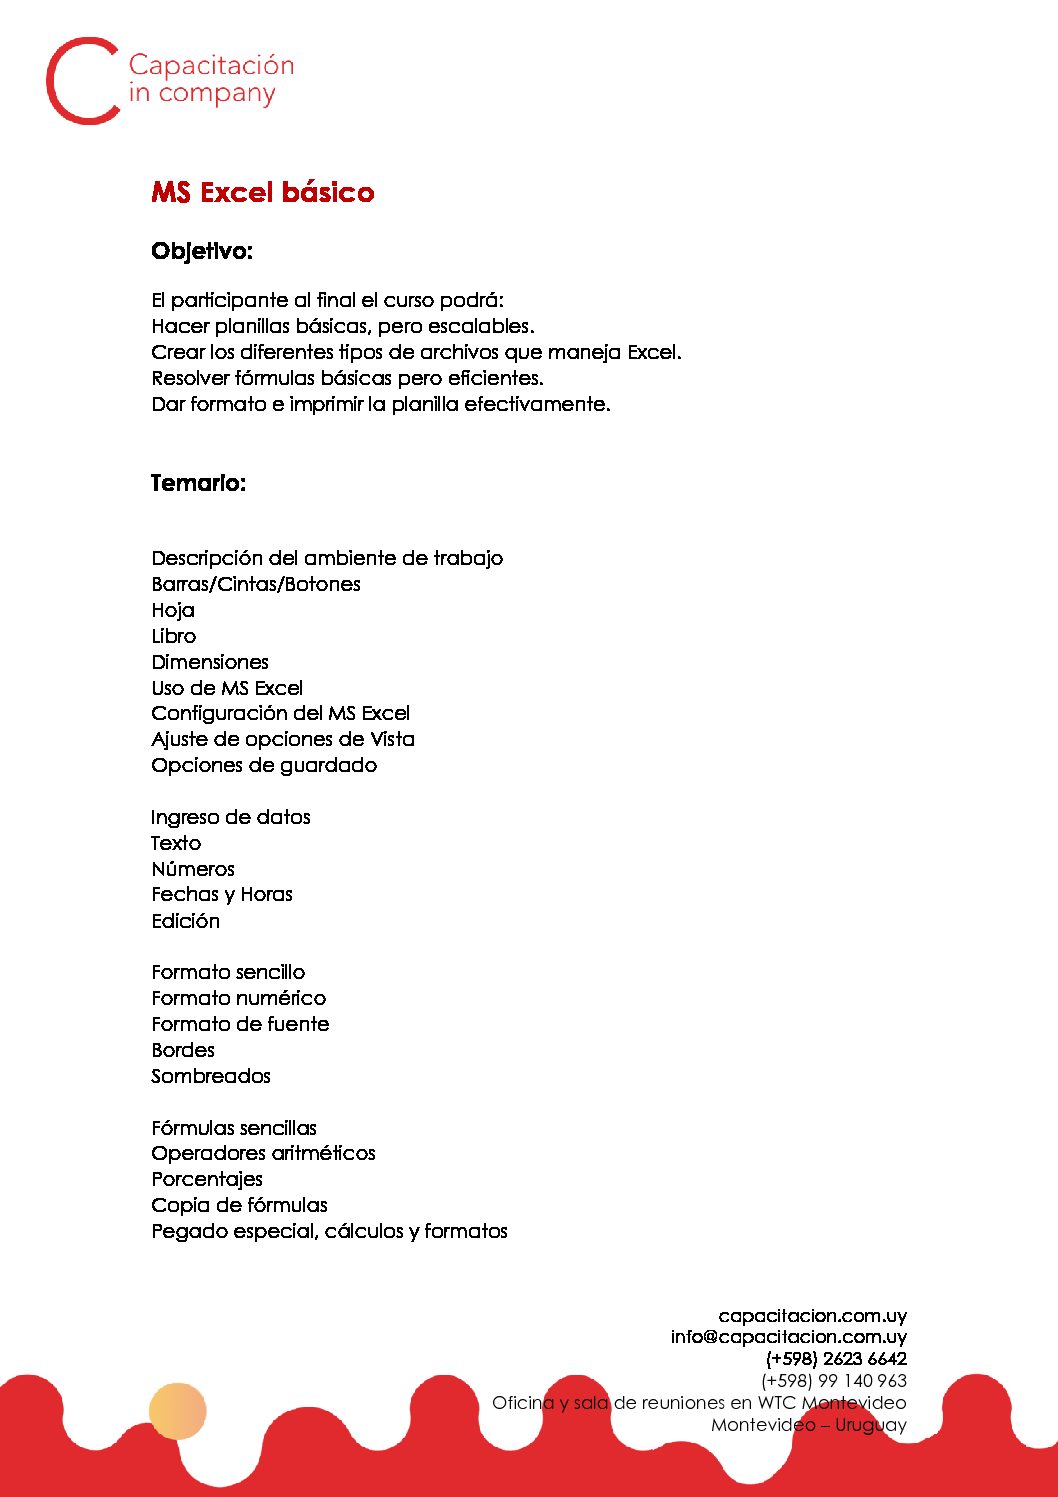 Capacitación
in company
MS Excel básico
Objetivo:
El participante al final el curso podrá:
Hacer planillas básicas, pero escalables.
Crear los diferentes tipos de archivos que maneja Excel.
Resolver fórmulas básicas pero eficientes.
Dar formato e imprimir la planilla efectivamente.
Temario:
Descripción del ambiente de trabajo
Barras/Cintas/Botones
Hoja
Libro
Dimensiones
Uso de MS Excel
Configuración del MS Excel
Ajuste de opciones de Vista
Opciones de guardado
Ingreso de datos
Texto
Números
Fechas y Horas
Edición
Formato sencillo
Formato numérico
Formato de fuente
Bordes
Sombreados
Fórmulas sencillas
Operadores aritméticos
Porcentajes
Copia de fórmulas
Pegado especial, cálculos y formatos
capacitacion.com.uy
info@capacitacion.com.uy
(+598) 2623 6642
(+598) 99 140 963
Oficina y sala de reuniones en WTC Montevideo
Montevideo – Uruguay